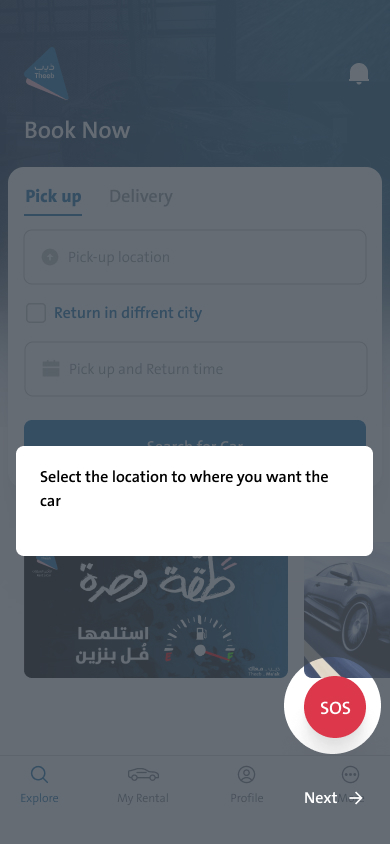 ذيب
Theeb
Book Now
Pick up
Delivery
Pick-up location
Return in diffrent city
Pick up and Return time
Search for Car
Select the location to where you want the
car
طقة وصرة
استلمها
فُـل بنزين
SOS
Explore
My Rental
Profile
Next